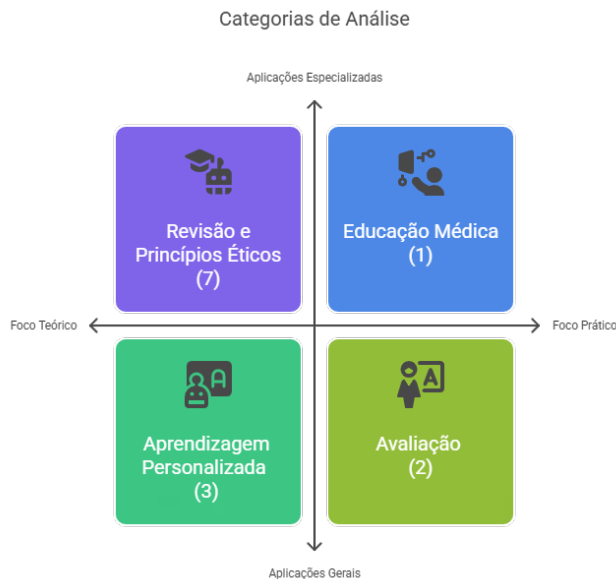 Categorias de Análise
Aplicações Especializadas
Revisão e
Princípios Éticos
(7)
Educação Médica
(1)
Foco Teórico
Foco Prático
A
Aprendizagem
Personalizada
(3)
A
Avaliação
(2)
Aplicações Gerais